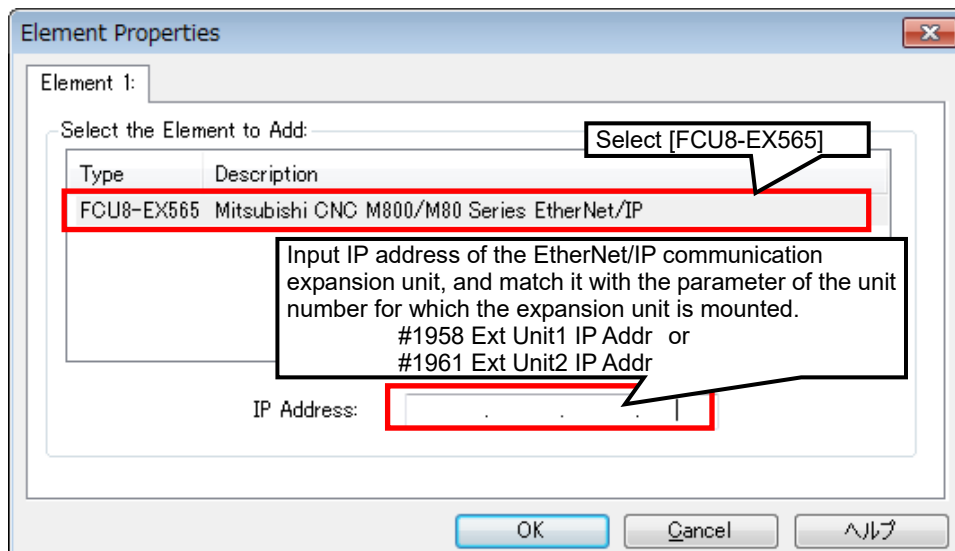 Element Properties
Element 1:
Select the Element to Add:
Select [FCU8-EX565]
Type Description
FCU8-EX565 Mitsubishi CNC M800/M80 Series EtherNet/IP
Input IP address of the EtherNet/IP communication
expansion unit, and match it with the parameter of the unit
number for which the expansion unit is mounted.
#1958 Ext Unit1 IP Addr or
#1961 Ext Unit2 IP Addr
IP Address: . . .
OK Cancel ヘルプ